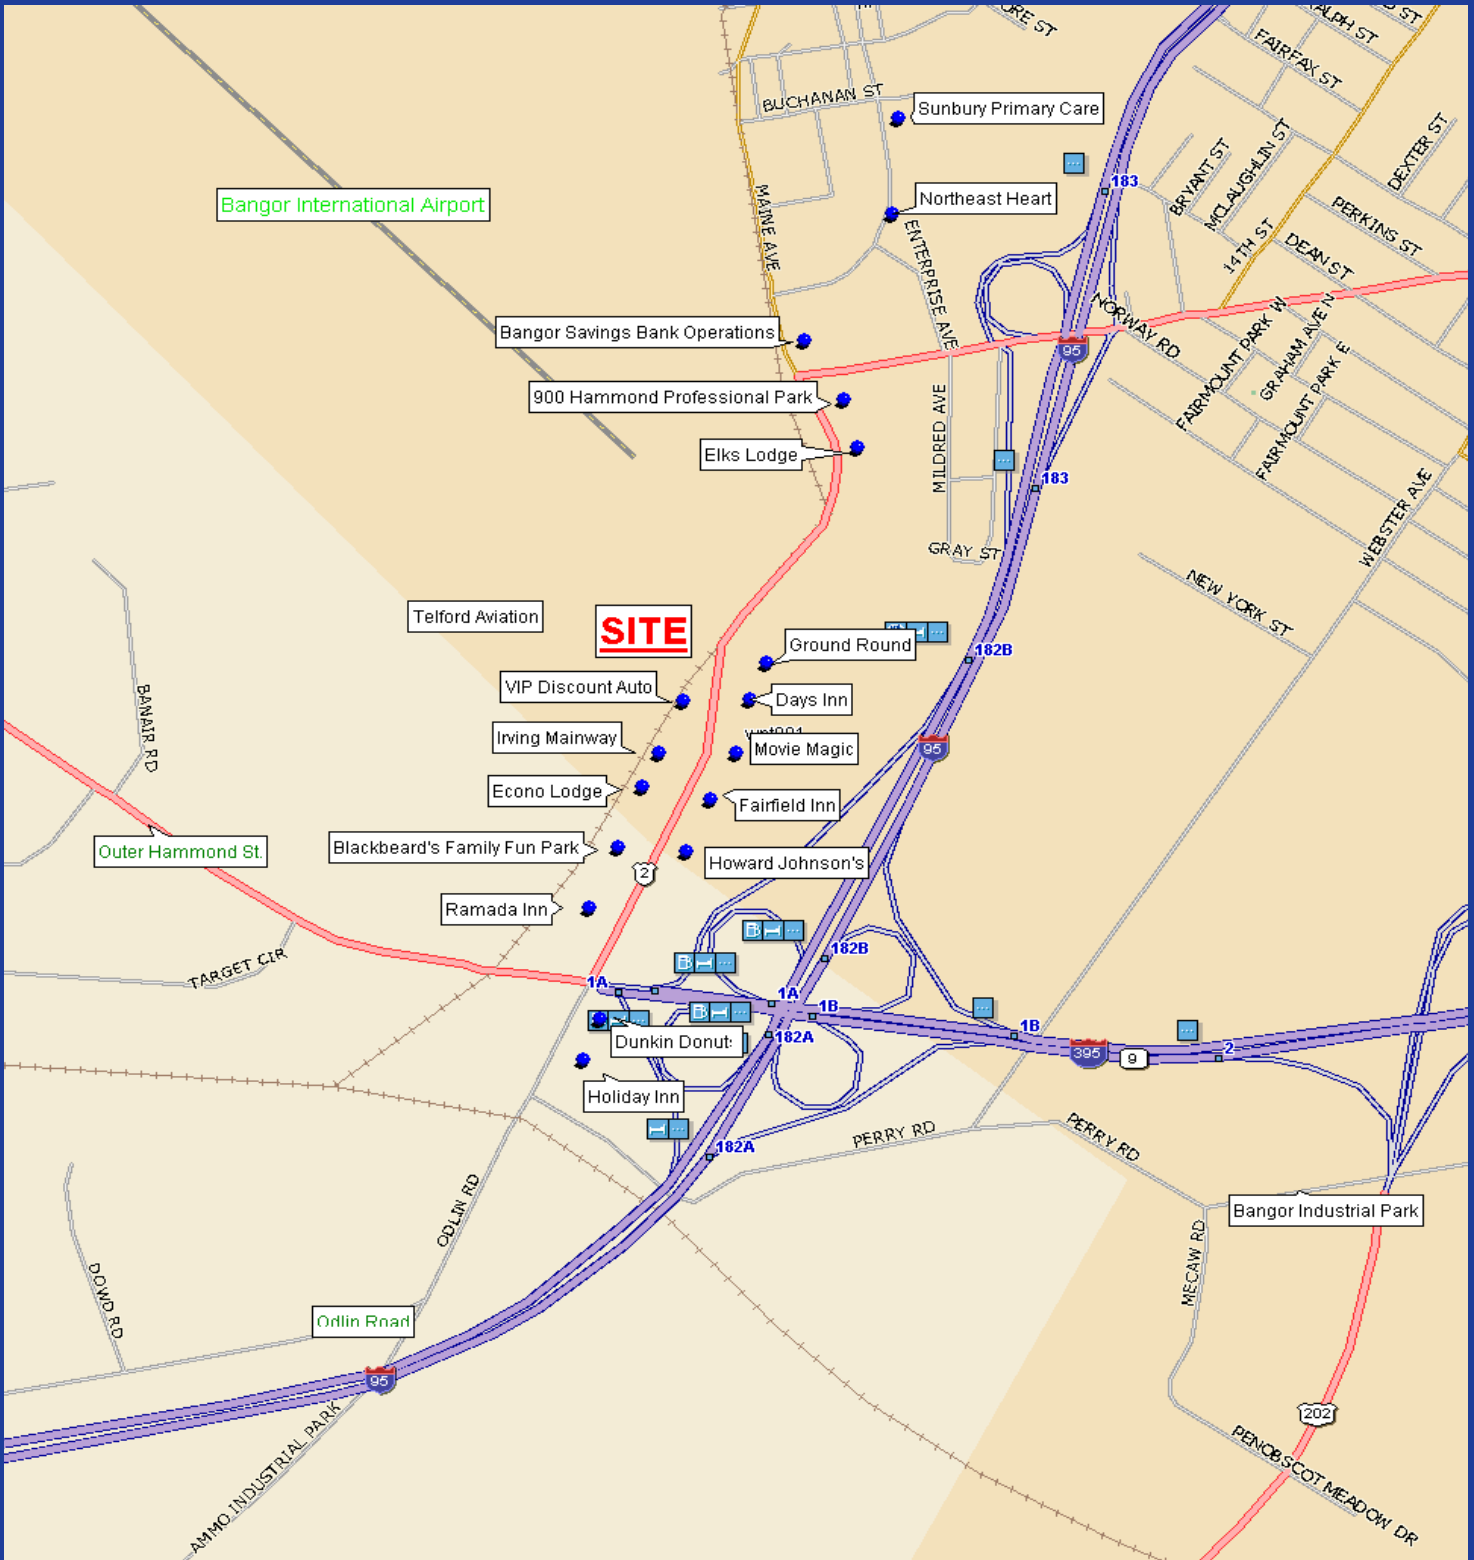 BUCHANAN ST
Sunbury Primary Care
FAIRFAX ST
183
BRYANT ST
MCLAUGHLIN ST
DEXTER ST
Bangor International Airport
MAINE AVE
Northeast Heart
ENTERPRISE AVE
14TH ST
PERKINS ST
DEAN ST
Bangor Savings Bank Operations
NORWAY RD
95
FAIRMOUNT PARK W
GRAHAM AVE N
FAIRMOUNT PARK E
900 Hammond Professional Park
MILDRED AVE
Elks Lodge
183
WEBSTER AVE
GRAY ST
NEW YORK ST
Telford Aviation
SITE
Ground Round
182B
VIP Discount Auto
Days Inn
BANAIR RD
Irving Mainway
Movie Magic
95
Econo Lodge
Fairfield Inn
Outer Hammond St.
Blackbeard's Family Fun Park
Howard Johnson's
2
Ramada Inn
182B
TARGET CIR
1A
1A
1B
1B
Dunkin Donut
182A
395
9
2
Holiday Inn
182A
PERRY RD
PERRY RD
ODLIN RD
Bangor Industrial Park
MECAW RD
DOWD RD
Odlin Road
95
202
AMMO INDUSTRIAL PARK
PENOBSCOT MEADOW DR